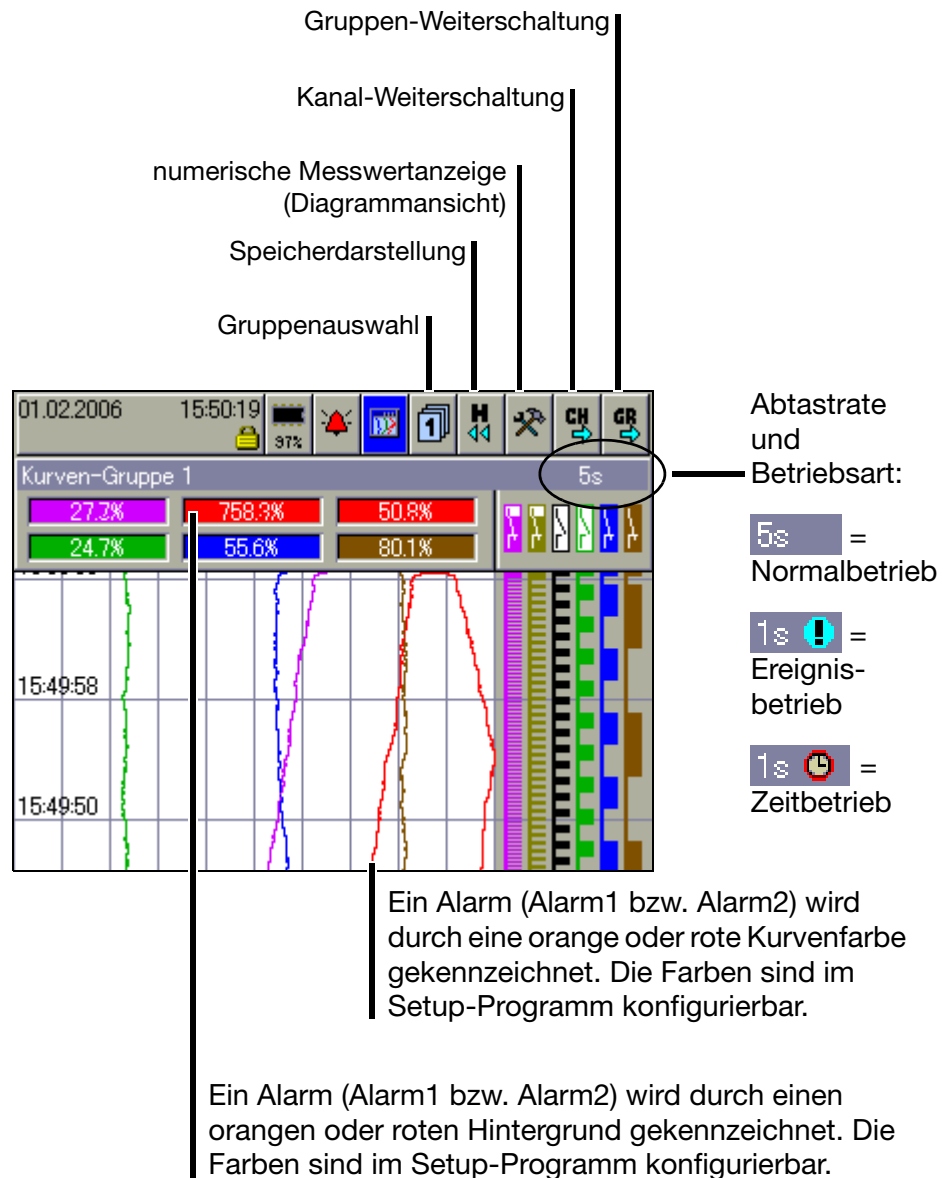 Gruppen-Weiterschaltung
Kanal-Weiterschaltung
numerische Messwertanzeige
(Diagrammansicht)
Speicherdarstellung
Gruppenauswahl
01.02.2006 15:50:19
97%
1
H
CH
GR
Kurven-Gruppe 1 5s
27.3% 758.3% 50.8%
24.7% 55.6% 80.1%
15:49:58
15:49:50
Abtastrate
und
Betriebsart:
5s =
Normalbetrieb
1s ! =
Ereignis-
betrieb
1s =
Zeitbetrieb
Ein Alarm (Alarm1 bzw. Alarm2) wird
durch eine orange oder rote Kurvenfarbe
gekennzeichnet. Die Farben sind im
Setup-Programm konfigurierbar.
Ein Alarm (Alarm1 bzw. Alarm2) wird durch einen
orangen oder roten Hintergrund gekennzeichnet. Die
Farben sind im Setup-Programm konfigurierbar.